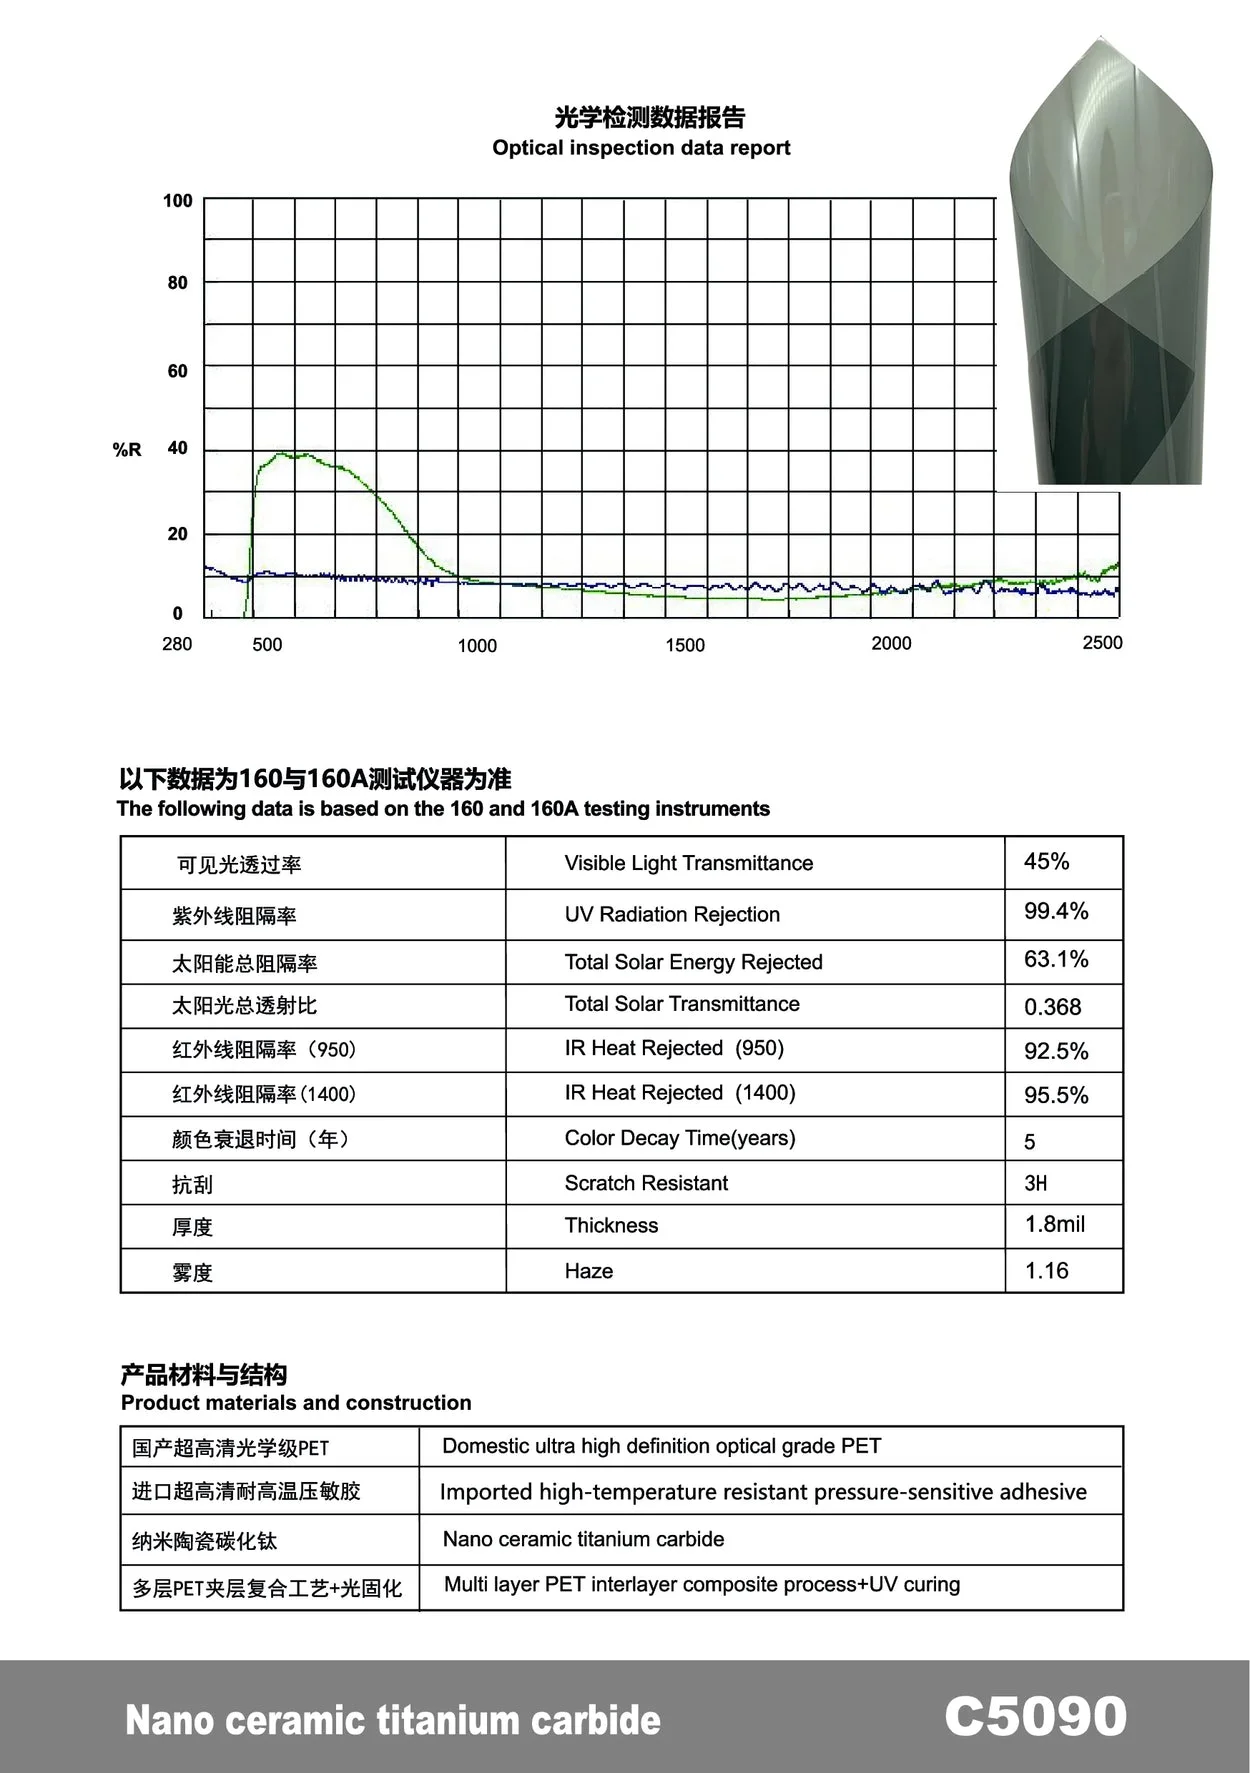 光学检测数据报告
Optical inspection data report
100
80
60
%R 40
20
0
280 500 1000 1500 2000 2500
以下数据为160与160A测试仪器为准
The following data is based on the 160 and 160A testing instruments
可见光透过率 Visible Light Transmittance 45%
紫外线阻隔率 UV Radiation Rejection 99.4%
太阳能总阻隔率 Total Solar Energy Rejected 63.1%
太阳光总透射比 Total Solar Transmittance 0.368
红外线阻隔率（950） IR Heat Rejected (950) 92.5%
红外线阻隔率(1400) IR Heat Rejected (1400) 95.5%
颜色衰退时间（年） Color Decay Time(years) 5
抗刮 Scratch Resistant 3H
厚度 Thickness 1.8mil
雾度 Haze 1.16
产品材料与结构
Product materials and construction
国产超高清光学级PET Domestic ultra high definition optical grade PET
进口超高清耐高温压敏胶 Imported high-temperature resistant pressure-sensitive adhesive
纳米陶瓷碳化钛 Nano ceramic titanium carbide
多层PET夹层复合工艺+光固化 Multi layer PET interlayer composite process+UV curing
Nano ceramic titanium carbide C5090